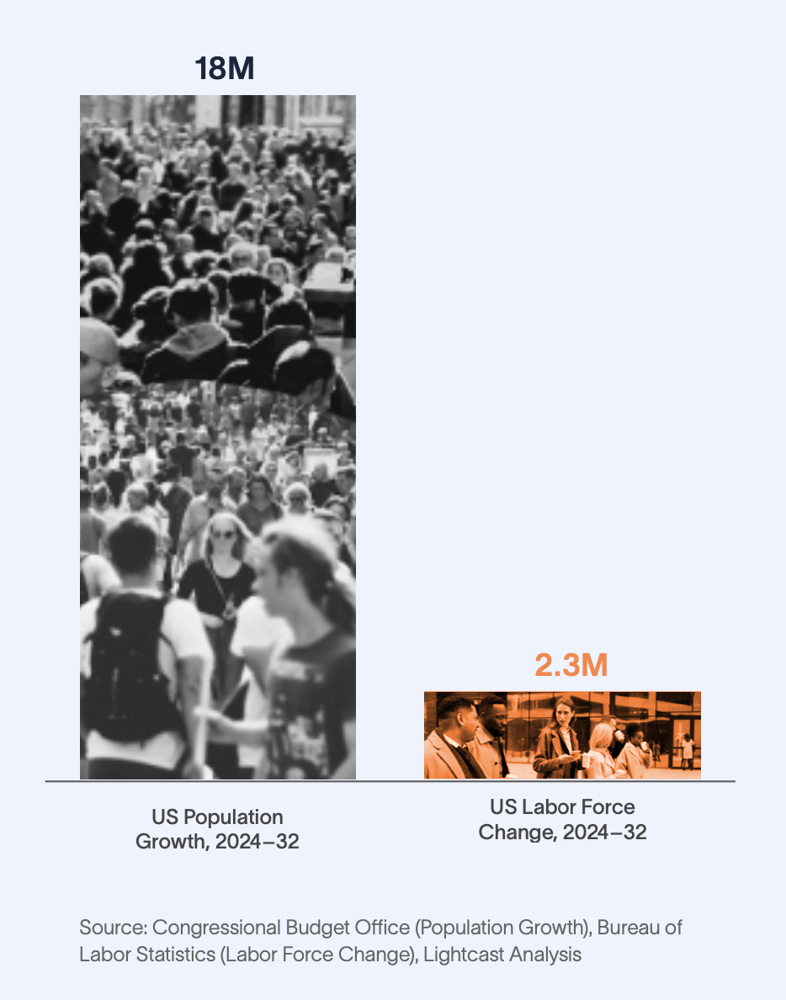 18M
2.3M
US Population
Growth, 2024–32
US Labor Force
Change, 2024–32
Source: Congressional Budget Office (Population Growth), Bureau of
Labor Statistics (Labor Force Change), Lightcast Analysis